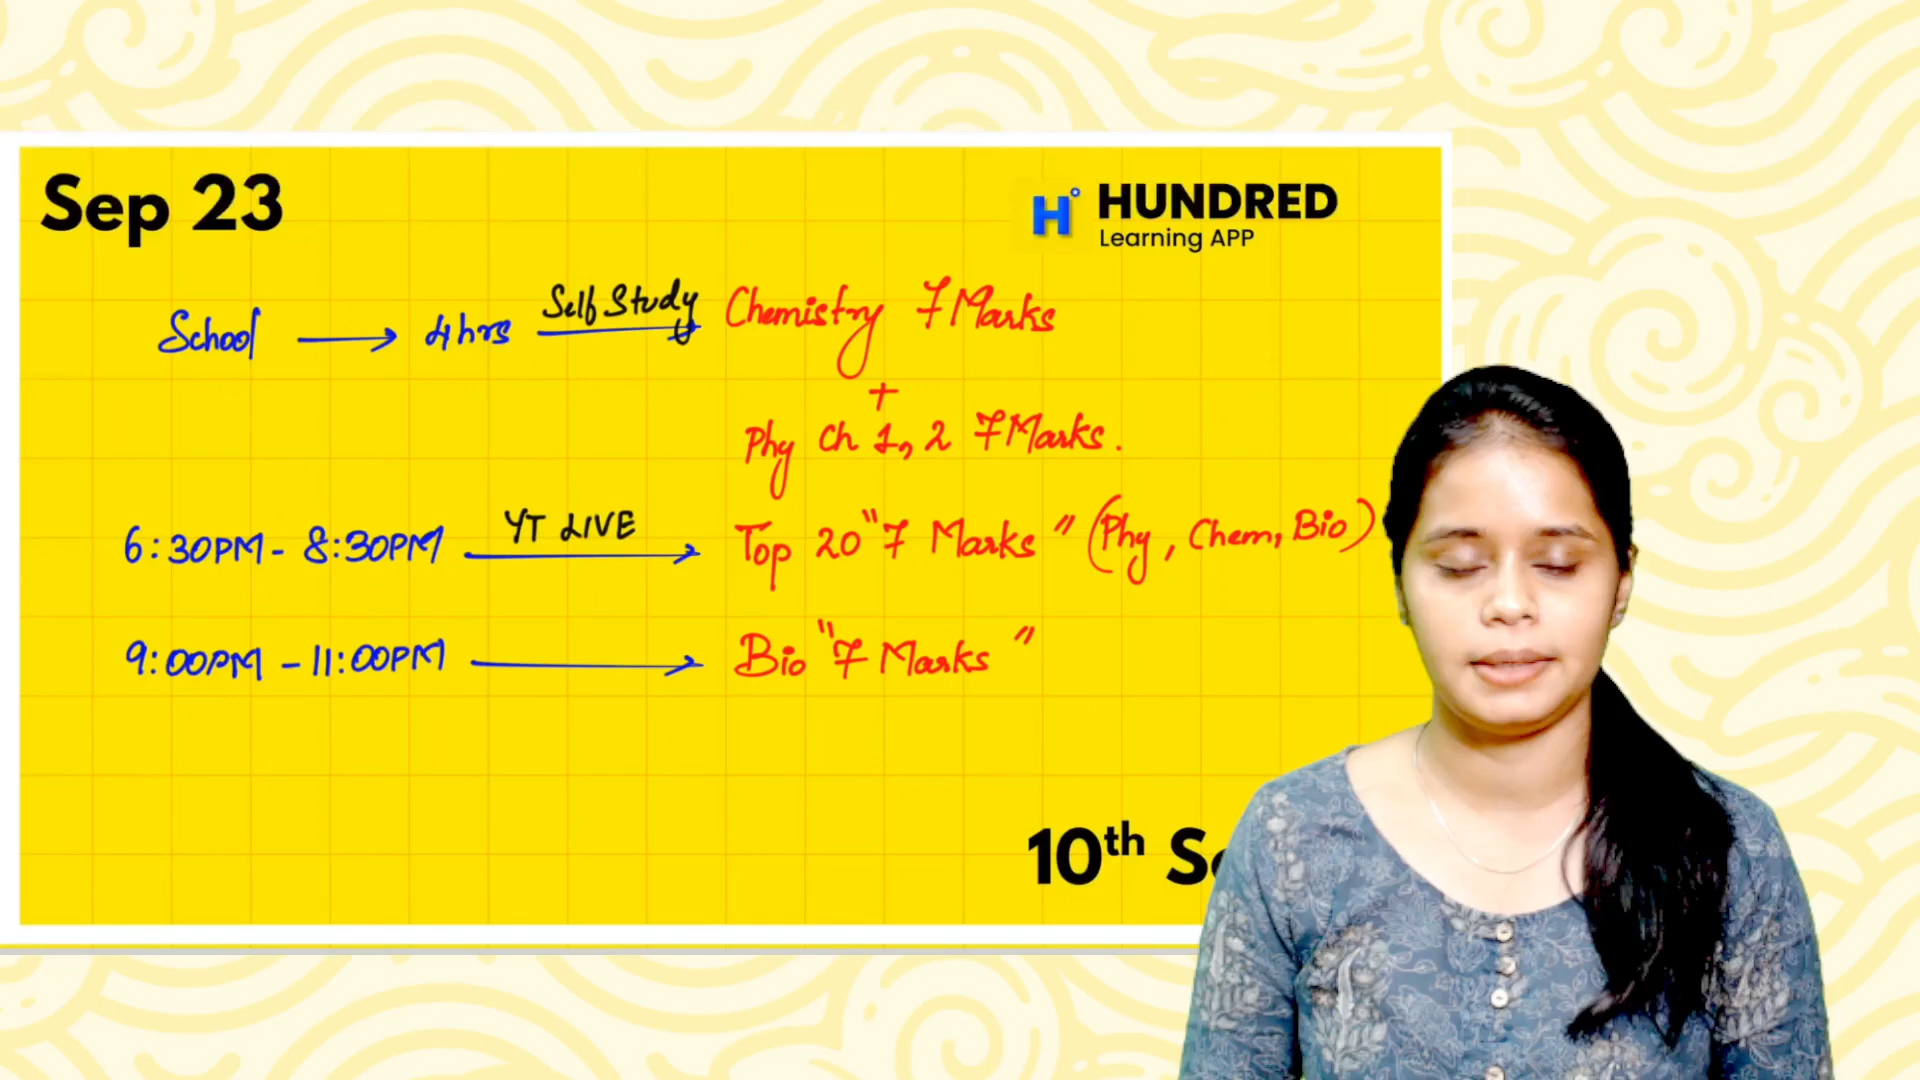 Sep 23
H HUNDRED
Learning APP
School → 4hrs Self Study → Chemistry 7 Marks
+
Phy Ch 1, 2 7 Marks.
6:30PM - 8:30PM YT LIVE → Top 20 "7 Marks" (Phy, Chem, Bio)
9:00PM - 11:00PM → Bio "7 Marks"
10th